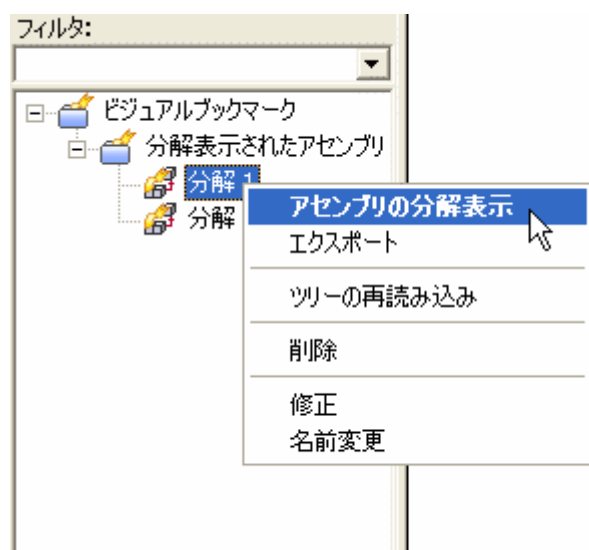 フィルタ:
ビジュアルブックマーク
分解表示されたアセンブリ
分解 1
分解
アセンブリの分解表示
エクスポート
ツリーの再読み込み
削除
修正
名前変更